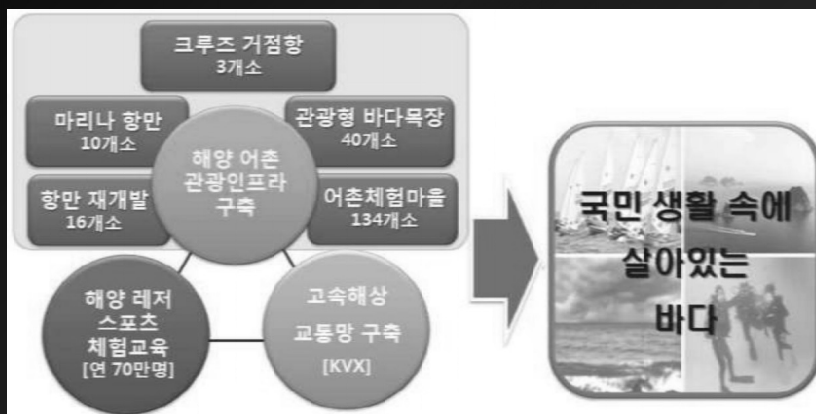 크루즈 거점항
3개소
마리나 항만
10개소
관광형 바다목장
40개소
해양 어촌
관광인프라
구축
항만 재개발
16개소
어촌체험마을
134개소
해양 레저
스포츠
체험교육
[연 70만명]
고속해상
교통망 구축
[KVX]
국민 생활 속에
살아있는
바다